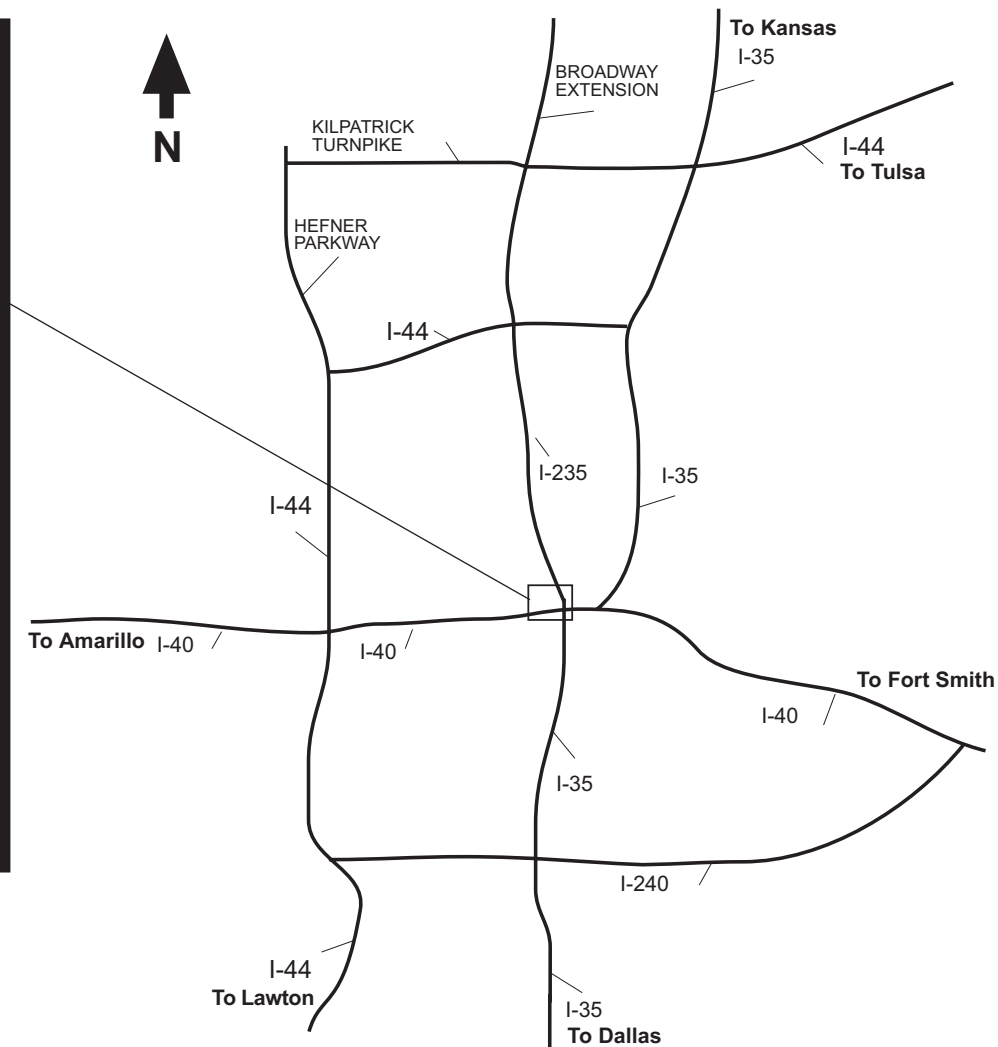 To Kansas
I-35
BROADWAY
EXTENSION
KILPATRICK
TURNPIKE
N
I-44
To Tulsa
HEFNER
PARKWAY
I-44
I-235
I-35
I-44
To Amarillo
I-40
I-40
To Fort Smith
I-40
I-35
I-240
I-44
To Lawton
I-35
To Dallas